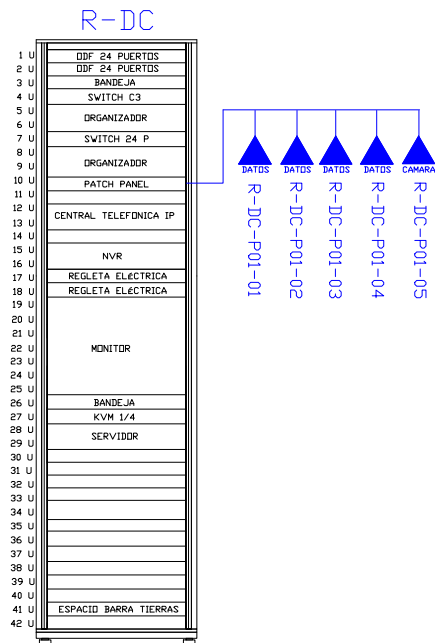 R-DC
1 U ODF 24 PUERTOS
2 U ODF 24 PUERTOS
3 U BANDEJA
4 U SWITCH C3
5 U
6 U ORGANIZADOR
7 U SWITCH 24 P
8 U
9 U ORGANIZADOR
10 U PATCH PANEL
11 U
12 U
13 U CENTRAL TELEFONICA IP
14 U
15 U
16 U NVR
17 U REGLETA ELéCTRICA
18 U REGLETA ELéCTRICA
19 U
20 U
21 U
22 U MONITOR
23 U
24 U
25 U
26 U BANDEJA
27 U KVM 1/4
28 U
29 U SERVIDOR
30 U
31 U
32 U
33 U
34 U
35 U
36 U
37 U
38 U
39 U
40 U
41 U ESPACIO BARRA TIERRAS
42 U
DATOS DATOS DATOS DATOS CAMARA
R-DC-P01-01
R-DC-P01-02
R-DC-P01-03
R-DC-P01-04
R-DC-P01-05